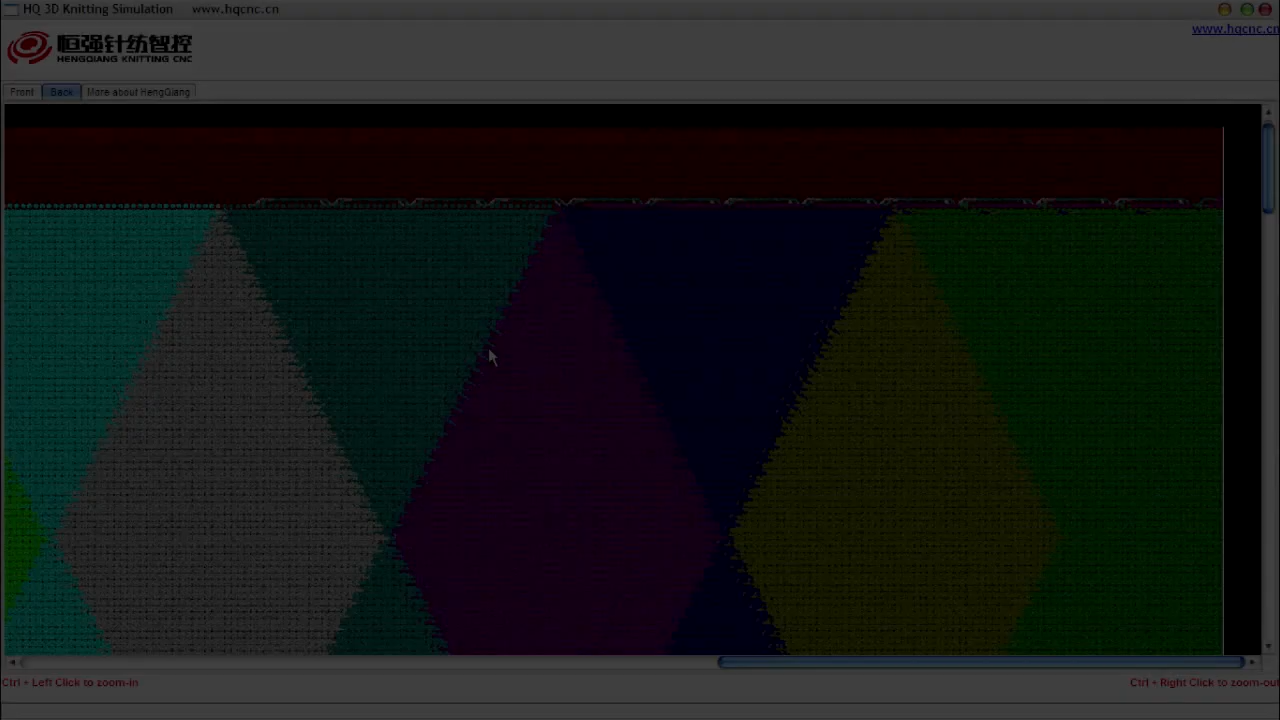 HQ 3D Knitting Simulation www.hqcnc.cn
www.hqcnc.cn
恒强针纺智控
HENGQIANG KNITTING CNC
Front Back More about HengQiang
Ctrl + Left Click to zoom-in
Ctrl + Right Click to zoom-out